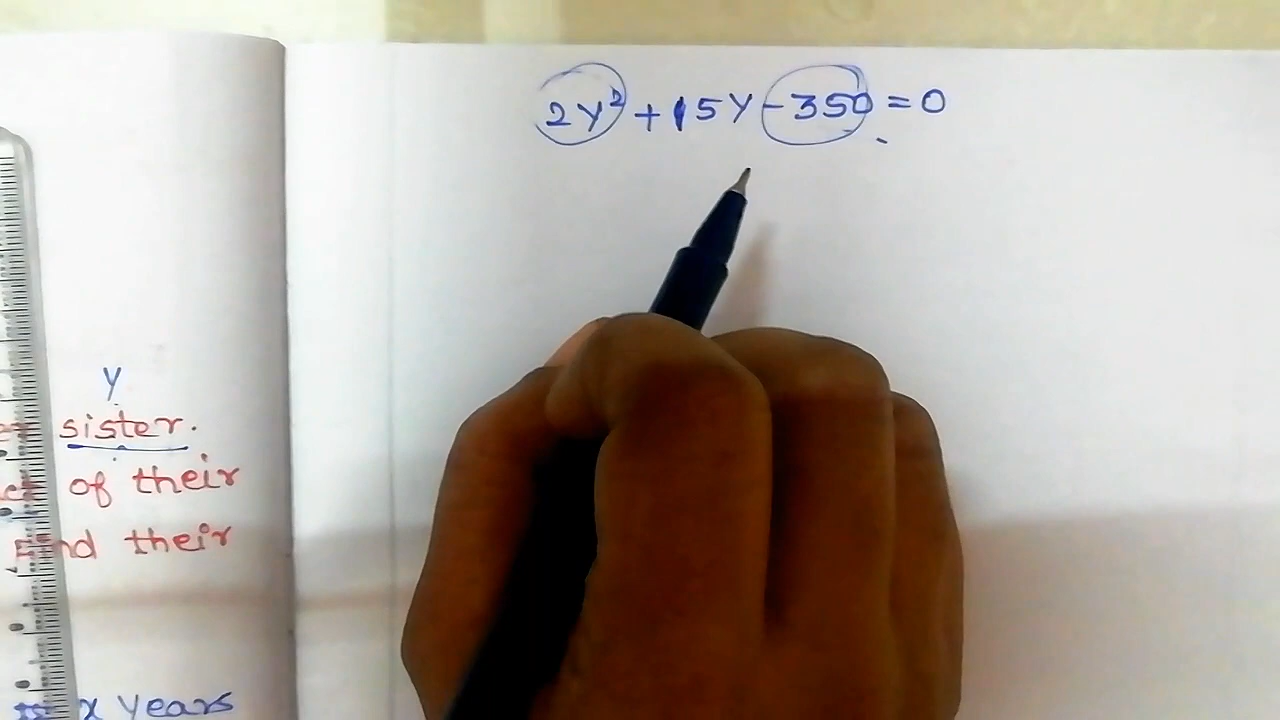 2y² + 15y - 350 = 0
y
sister.
of their
Find their
x years